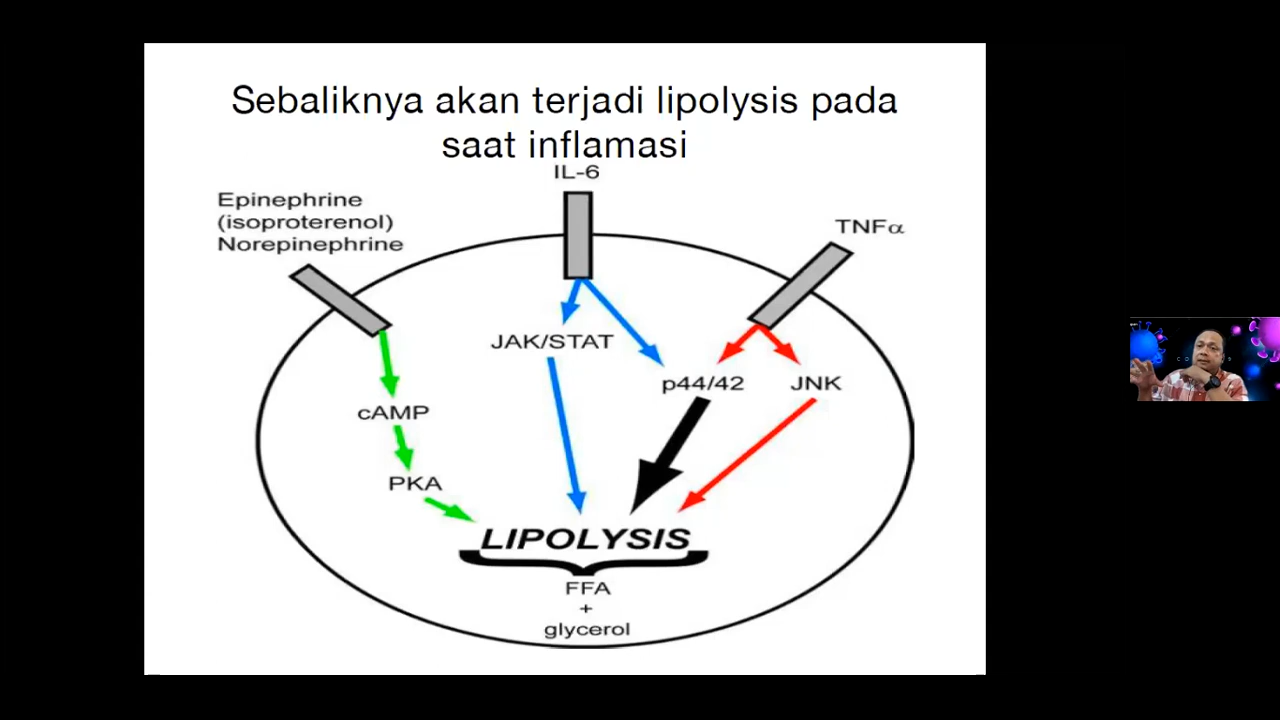 Sebaliknya akan terjadi lipolysis pada
saat inflamasi
IL-6
Epinephrine
(isoproterenol)
Norepinephrine
TNFα
JAK/STAT
p44/42
JNK
cAMP
PKA
LIPOLYSIS
FFA
+
glycerol